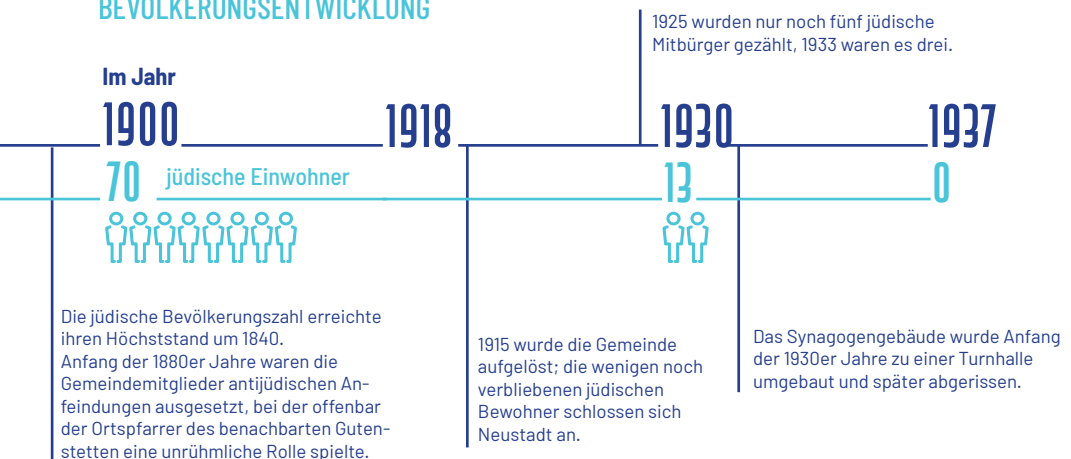 BEVÖLKERUNGSENTWICKLUNG
1925 wurden nur noch fünf jüdische
Mitbürger gezählt, 1933 waren es drei.
Im Jahr
1900
1918
1930
1937
70 jüdische Einwohner
13
0
Die jüdische Bevölkerungszahl erreichte
ihren Höchststand um 1840.
Anfang der 1880er Jahre waren die
Gemeindemitglieder antijüdischen An-
feindungen ausgesetzt, bei der offenbar
der Ortspfarrer des benachbarten Guten-
stetten eine unrühmliche Rolle spielte.
1915 wurde die Gemeinde
aufgelöst; die wenigen noch
verbliebenen jüdischen
Bewohner schlossen sich
Neustadt an.
Das Synagogengebäude wurde Anfang
der 1930er Jahre zu einer Turnhalle
umgebaut und später abgerissen.